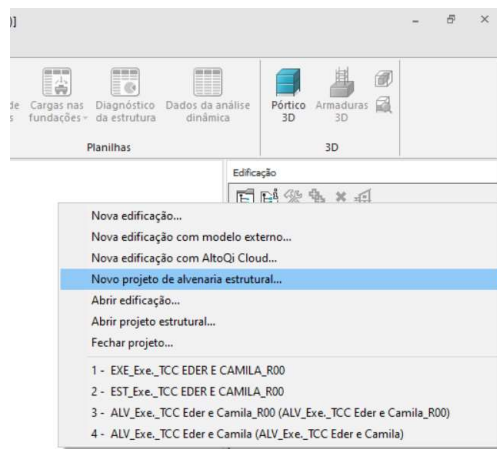 )]
de Cargas nas Diagnóstico Dados da análise Pórtico Armaduras
s fundações da estrutura dinâmica 3D 3D
Planilhas 3D
Edificação
Nova edificação...
Nova edificação com modelo externo...
Nova edificação com AltoQi Cloud...
Novo projeto de alvenaria estrutural...
Abrir edificação...
Abrir projeto estrutural...
Fechar projeto...
1 - EXE_Exe._TCC EDER E CAMILA_R00
2 - EST_Exe._TCC EDER E CAMILA_R00
3 - ALV_Exe._TCC Eder e Camila_R00 (ALV_Exe._TCC Eder e Camila_R00)
4 - ALV_Exe._TCC Eder e Camila (ALV_Exe._TCC Eder e Camila)